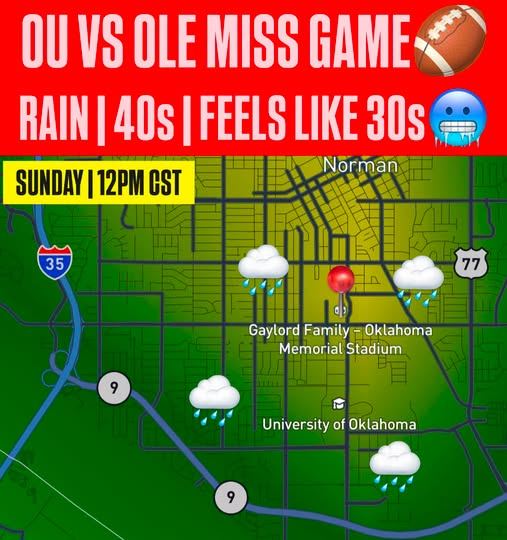 OU VS OLE MISS GAME🏈
RAIN | 40s | FEELS LIKE 30s🥶
SUNDAY | 12PM CST
Norman
35
77
Gaylord Family – Oklahoma
Memorial Stadium
9
University of Oklahoma
9